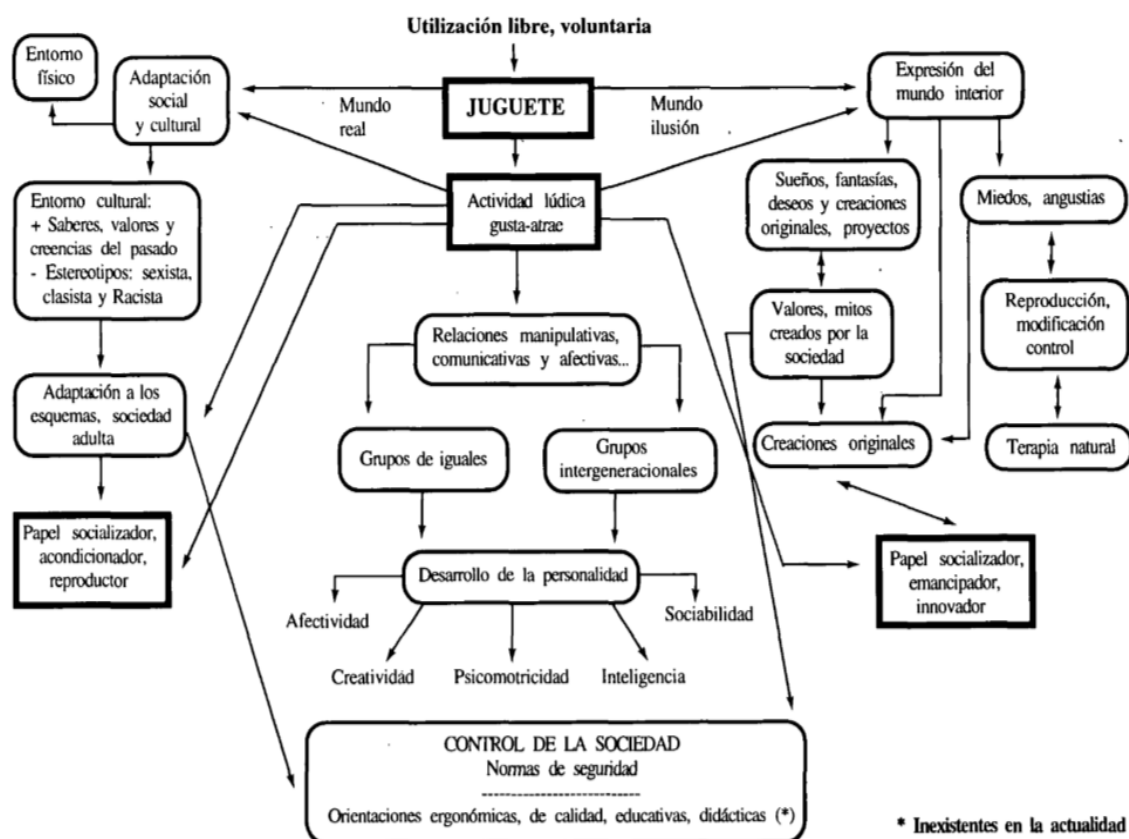 Utilización libre, voluntaria
Entorno
físico
Adaptación
social
y cultural
Mundo
real
JUGUETE
Mundo
ilusión
Expresión del
mundo interior
Entorno cultural:
+ Saberes, valores y
creencias del pasado
- Estereotipos: sexista,
clasista y Racista
Actividad lúdica
gusta-atrae
Sueños, fantasías,
deseos y creaciones
originales, proyectos
Miedos, angustias
Relaciones manipulativas,
comunicativas y afectivas...
Valores, mitos
creados por la
sociedad
Reproducción,
modificación
control
Adaptación a los
esquemas, sociedad
adulta
Grupos de iguales
Grupos
intergeneracionales
Creaciones originales
Terapia natural
Papel socializador,
acondicionador,
reproductor
Desarrollo de la personalidad
Papel socializador,
emancipador,
innovador
Afectividad
Sociabilidad
Creatividad
Psicomotricidad
Inteligencia
CONTROL DE LA SOCIEDAD
Normas de seguridad
------------------------
Orientaciones ergonómicas, de calidad, educativas, didácticas (*)
* Inexistentes en la actualidad